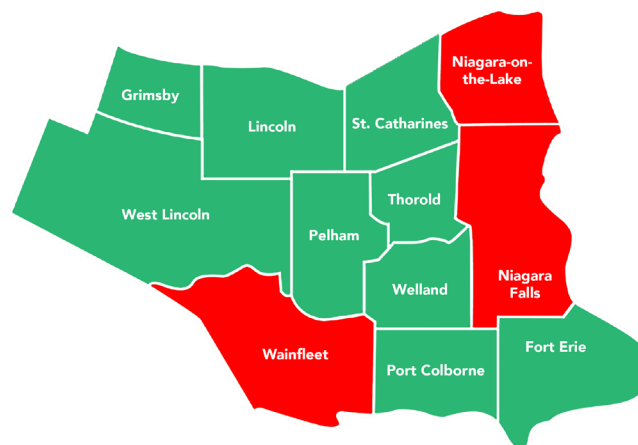 Niagara-on-
the-Lake
Grimsby
Lincoln
St. Catharines
West Lincoln
Thorold
Pelham
Niagara
Falls
Welland
Wainfleet
Port Colborne
Fort Erie